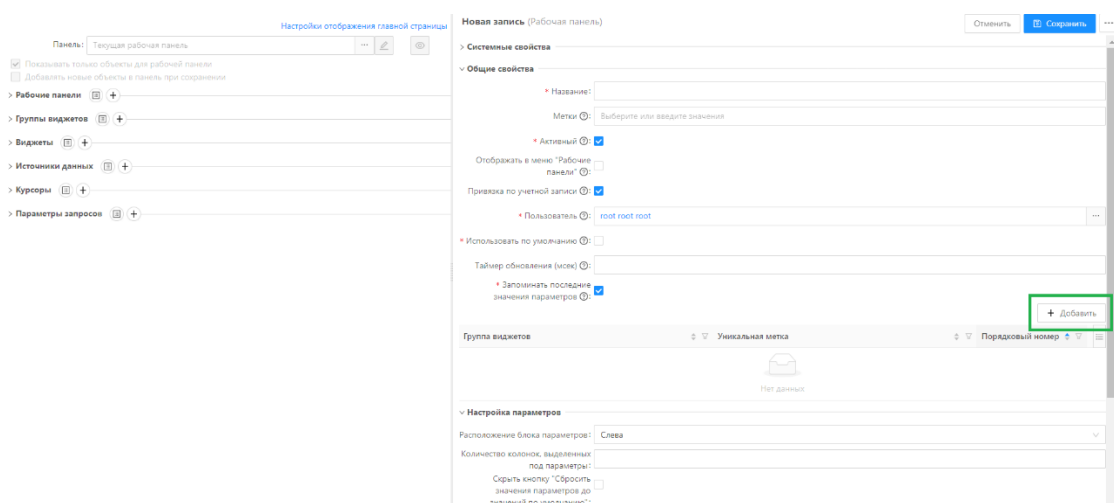 Настройки отображения главной страницы
Панель: Текущая рабочая панель
Показывать только объекты для рабочей панели
Добавлять новые объекты в панель при сохранении
Рабочие панели
Группы виджетов
Виджеты
Источники данных
Курсоры
Параметры запросов
Новая запись (Рабочая панель)
Отменить
Сохранить
Системные свойства
Общие свойства
* Название:
Метки: Выберите или введите значения
* Активный:
Отображать в меню "Рабочие
панели":
Привязка по учетной записи:
* Пользователь: root root root
* Использовать по умолчанию:
Таймер обновления (мсек):
* Запоминать последние
значения параметров:
+ Добавить
Группа виджетов Уникальная метка Порядковый номер
Нет данных
Настройка параметров
Расположение блока параметров: Слева
Количество колонок, выделенных
под параметры:
Скрыть кнопку "Сбросить
значения параметров до
значений по умолчанию":